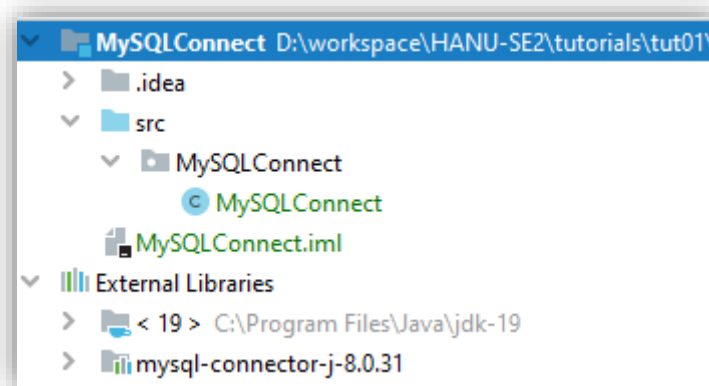 MySQLConnect D:\workspace\HANU-SE2\tutorials\tut01\
.idea
src
MySQLConnect
C MySQLConnect
MySQLConnect.iml
External Libraries
< 19 > C:\Program Files\Java\jdk-19
mysql-connector-j-8.0.31